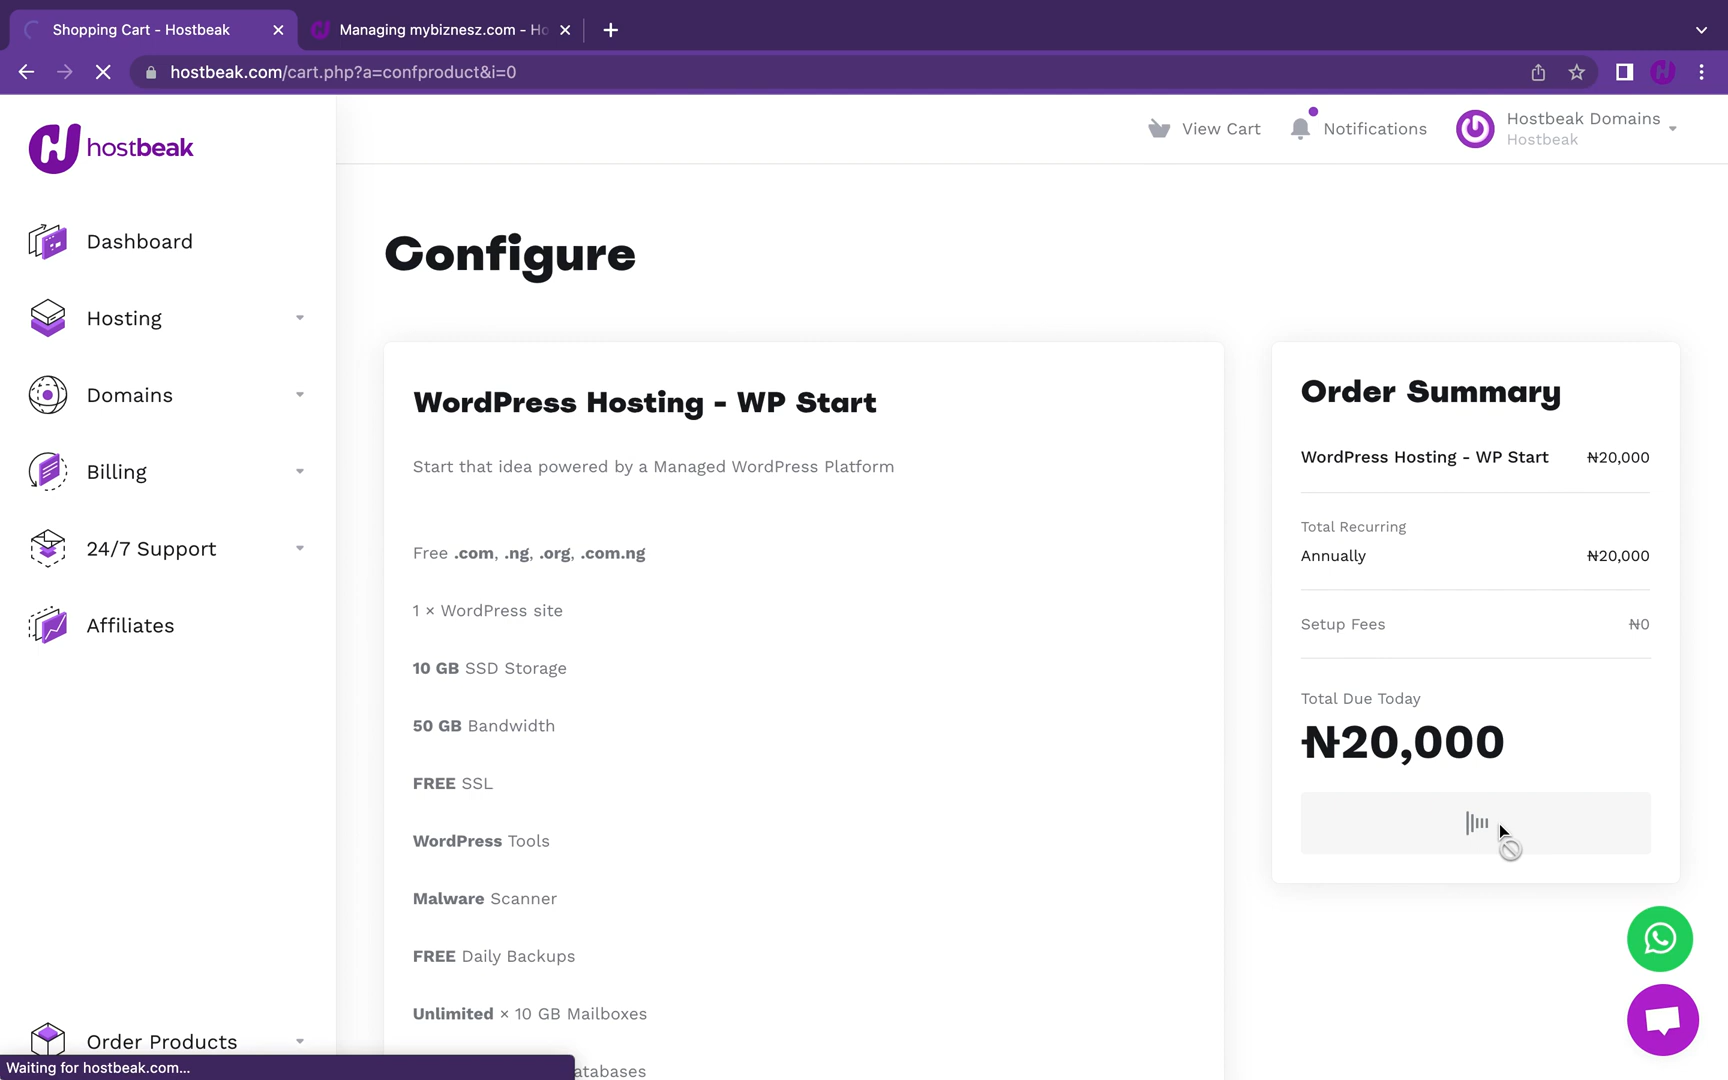 Shopping Cart - Hostbeak
Managing mybiznesz.com - Ho
hostbeak.com/cart.php?a=confproduct&i=0
hostbeak
View Cart
Notifications
Hostbeak Domains
Hostbeak
Dashboard
Hosting
Domains
Billing
24/7 Support
Affiliates
Order Products
Configure
WordPress Hosting - WP Start
Start that idea powered by a Managed WordPress Platform
Free .com, .ng, .org, .com.ng
1 × WordPress site
10 GB SSD Storage
50 GB Bandwidth
FREE SSL
WordPress Tools
Malware Scanner
FREE Daily Backups
Unlimited × 10 GB Mailboxes
atabases
Order Summary
WordPress Hosting - WP Start ₦20,000
Total Recurring
Annually ₦20,000
Setup Fees ₦0
Total Due Today
₦20,000
Waiting for hostbeak.com...